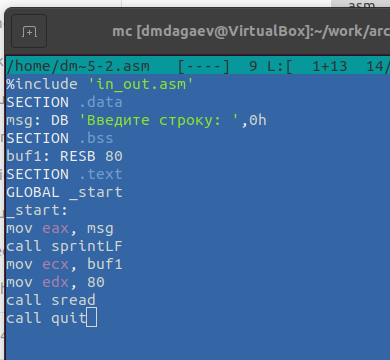 asm
mc [dmdagaev@VirtualBox]:~/work/arc
/home/dm~5-2.asm [----] 9 L:[ 1+13 14/
%include 'in_out.asm'
SECTION .data
msg: DB 'Введите строку: ',0h
SECTION .bss
buf1: RESB 80
SECTION .text
GLOBAL _start
_start:
mov eax, msg
call sprintLF
mov ecx, buf1
mov edx, 80
call sread
call quit